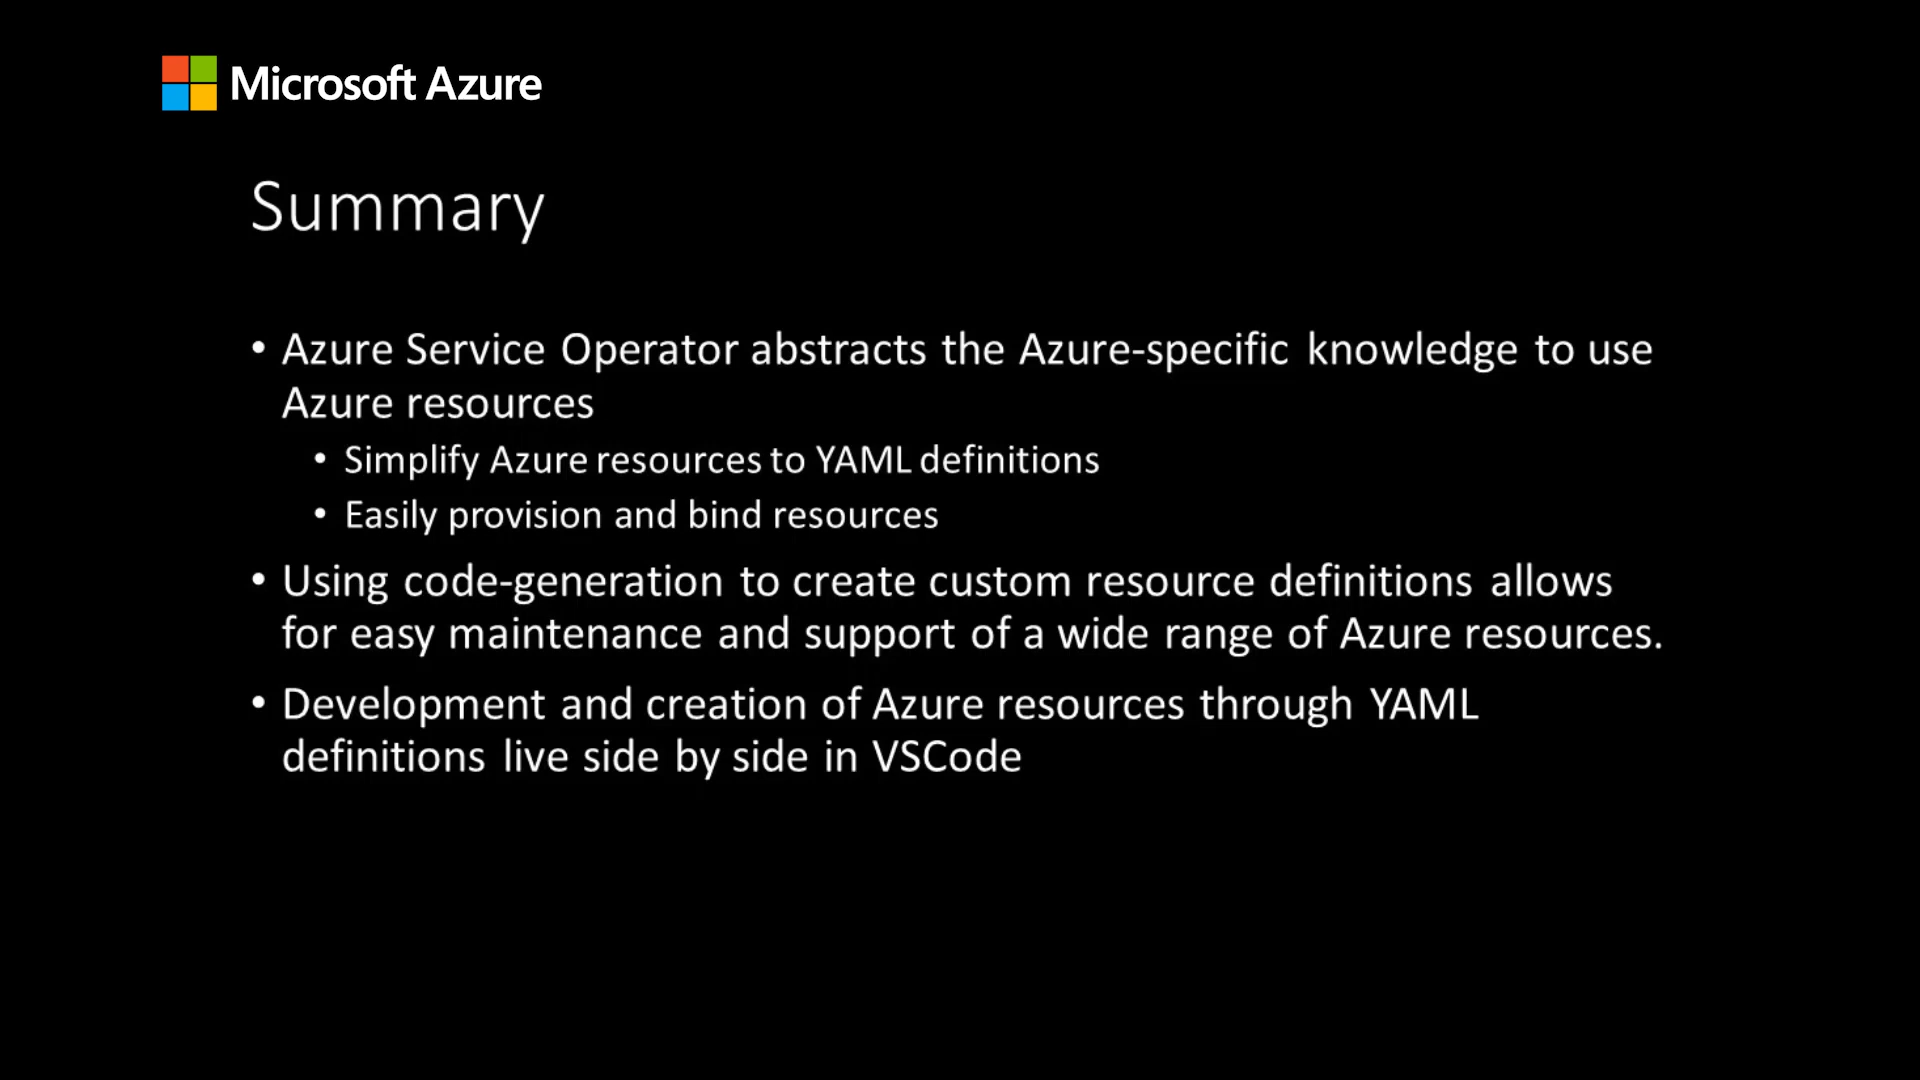 Microsoft Azure
Summary
• Azure Service Operator abstracts the Azure-specific knowledge to use
Azure resources
• Simplify Azure resources to YAML definitions
• Easily provision and bind resources
• Using code-generation to create custom resource definitions allows
for easy maintenance and support of a wide range of Azure resources.
• Development and creation of Azure resources through YAML
definitions live side by side in VSCode